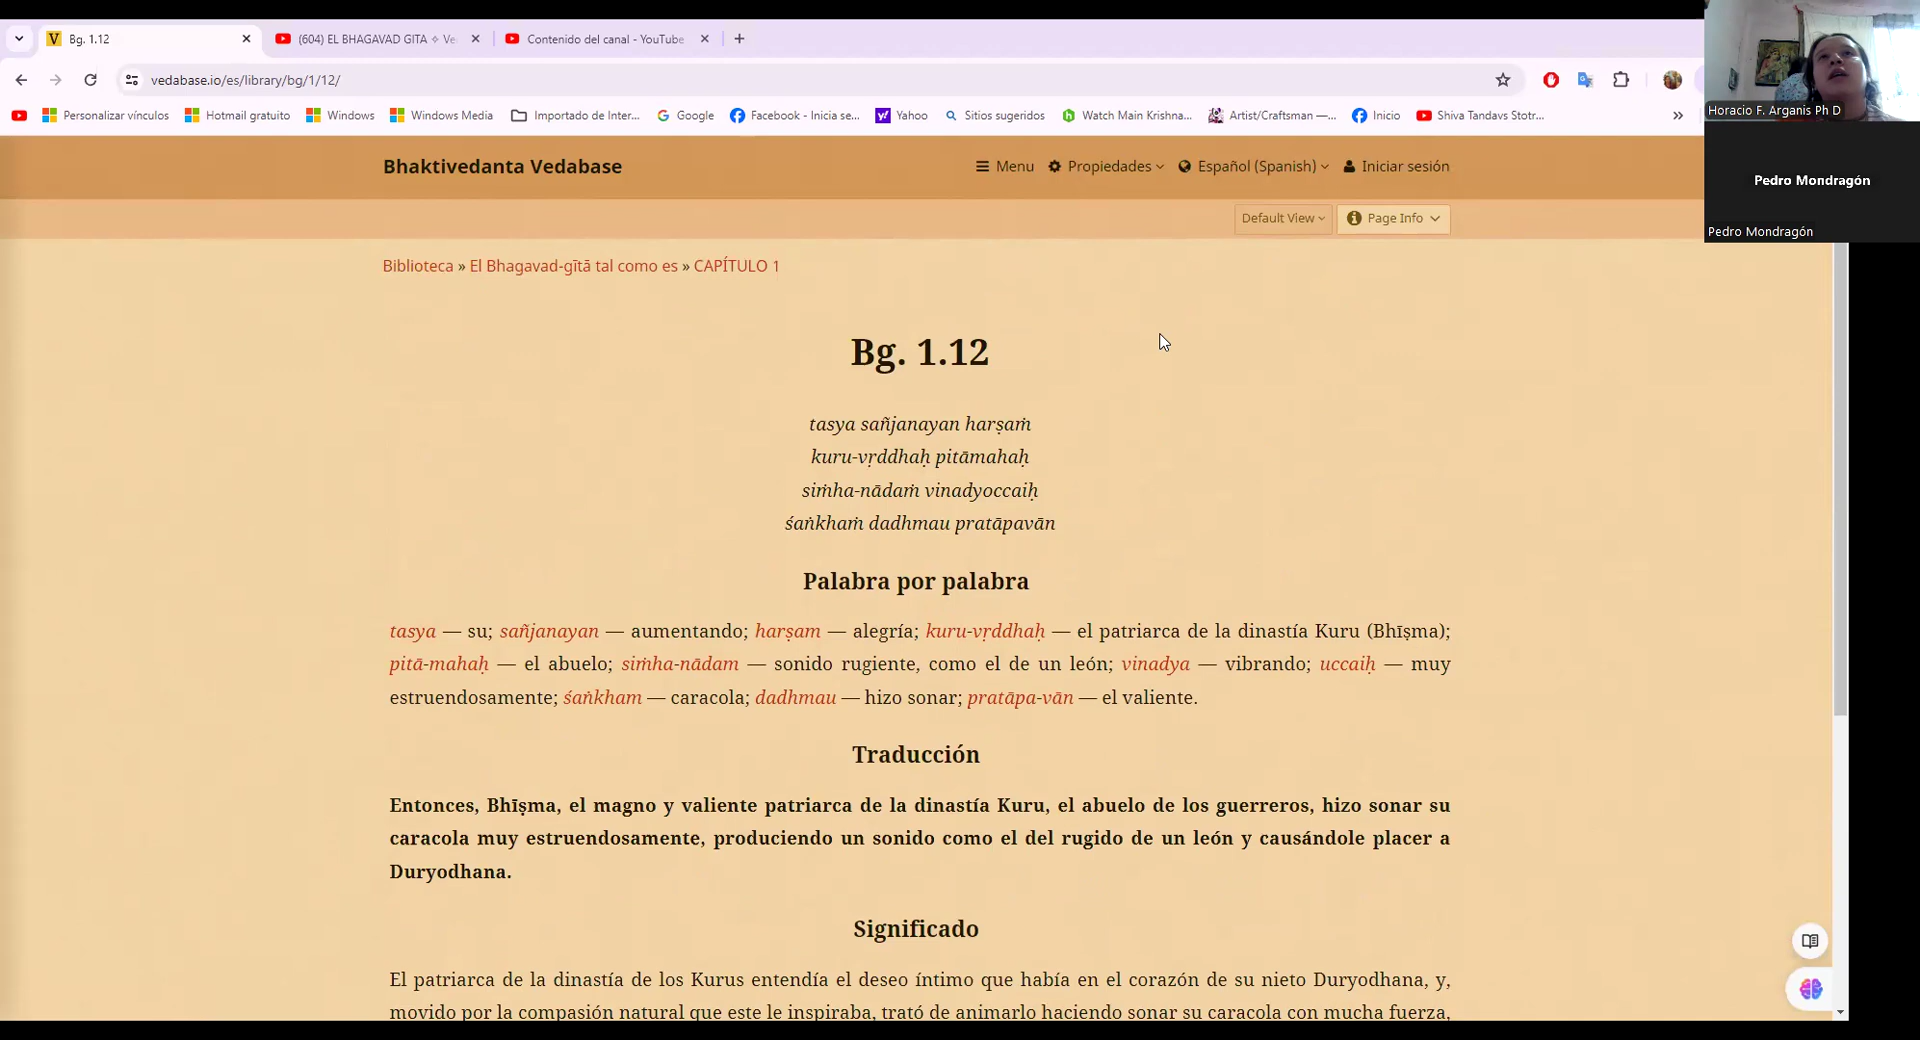 Bg. 1.12
(604) EL BHAGAVAD GITA ✧ Ve
Contenido del canal - YouTube
vedabase.io/es/library/bg/1/12/
Personalizar vínculos
Hotmail gratuito
Windows
Windows Media
Importado de Inter...
Google
Facebook - Inicia se...
Yahoo
Sitios sugeridos
Watch Main Krishna...
Artist/Craftsman —...
Inicio
Shiva Tandavs Stotr...
»
Horacio F. Arganis Ph D
Pedro Mondragón
Pedro Mondragón
Bhaktivedanta Vedabase
Menu
Propiedades
Español (Spanish)
Iniciar sesión
Default View
Page Info
Biblioteca » El Bhagavad-gītā tal como es » CAPÍTULO 1
Bg. 1.12
tasya sañjanayan harṣaṁ
kuru-vṛddhaḥ pitāmahaḥ
siṁha-nādaṁ vinadyoccaiḥ
śaṅkhaṁ dadhmau pratāpavān
Palabra por palabra
tasya — su; sañjanayan — aumentando; harṣam — alegría; kuru-vṛddhaḥ — el patriarca de la dinastía Kuru (Bhīṣma);
pitā-mahaḥ — el abuelo; siṁha-nādam — sonido rugiente, como el de un león; vinadya — vibrando; uccaiḥ — muy
estruendosamente; śaṅkham — caracola; dadhmau — hizo sonar; pratāpa-vān — el valiente.
Traducción
Entonces, Bhīṣma, el magno y valiente patriarca de la dinastía Kuru, el abuelo de los guerreros, hizo sonar su
caracola muy estruendosamente, produciendo un sonido como el del rugido de un león y causándole placer a
Duryodhana.
Significado
El patriarca de la dinastía de los Kurus entendía el deseo íntimo que había en el corazón de su nieto Duryodhana, y,
movido por la compasión natural que este le inspiraba, trató de animarlo haciendo sonar su caracola con mucha fuerza,